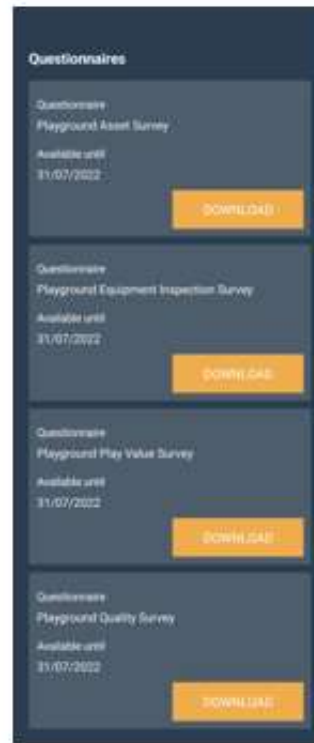 Questionnaires
Questionnaire
Playground Asset Survey
Available until
31/07/2022
DOWNLOAD
Questionnaire
Playground Equipment Inspection Survey
Available until
31/07/2022
DOWNLOAD
Questionnaire
Playground Play Value Survey
Available until
31/07/2022
DOWNLOAD
Questionnaire
Playground Quality Survey
Available until
31/07/2022
DOWNLOAD